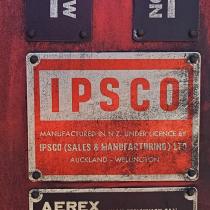 IPSCO
MANUFACTURED IN N.Z. UNDER LICENCE BY
IPSCO (SALES & MANUFACTURING) LTD
AUCKLAND - WELLINGTON
AEREX